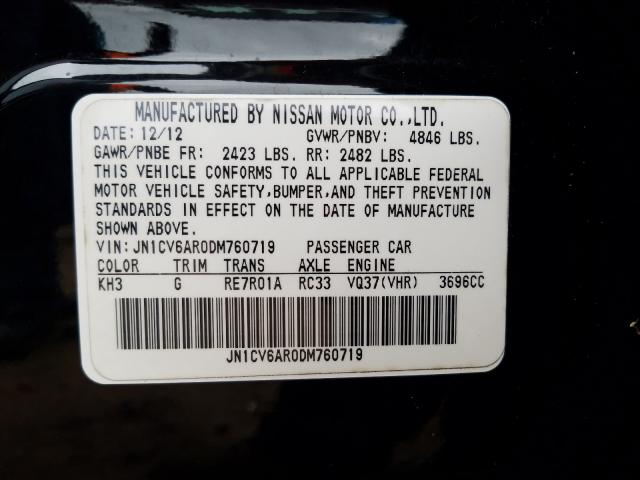 MANUFACTURED BY NISSAN MOTOR CO.,LTD.
DATE: 12/12 GVWR/PNBV: 4846 LBS.
GAWR/PNBE FR: 2423 LBS. RR: 2482 LBS.
THIS VEHICLE CONFORMS TO ALL APPLICABLE FEDERAL
MOTOR VEHICLE SAFETY,BUMPER,AND THEFT PREVENTION
STANDARDS IN EFFECT ON THE DATE OF MANUFACTURE
SHOWN ABOVE.
VIN: JN1CV6AR0DM760719 PASSENGER CAR
COLOR TRIM TRANS AXLE ENGINE
KH3 G RE7R01A RC33 VQ37(VHR) 3696CC
JN1CV6AR0DM760719